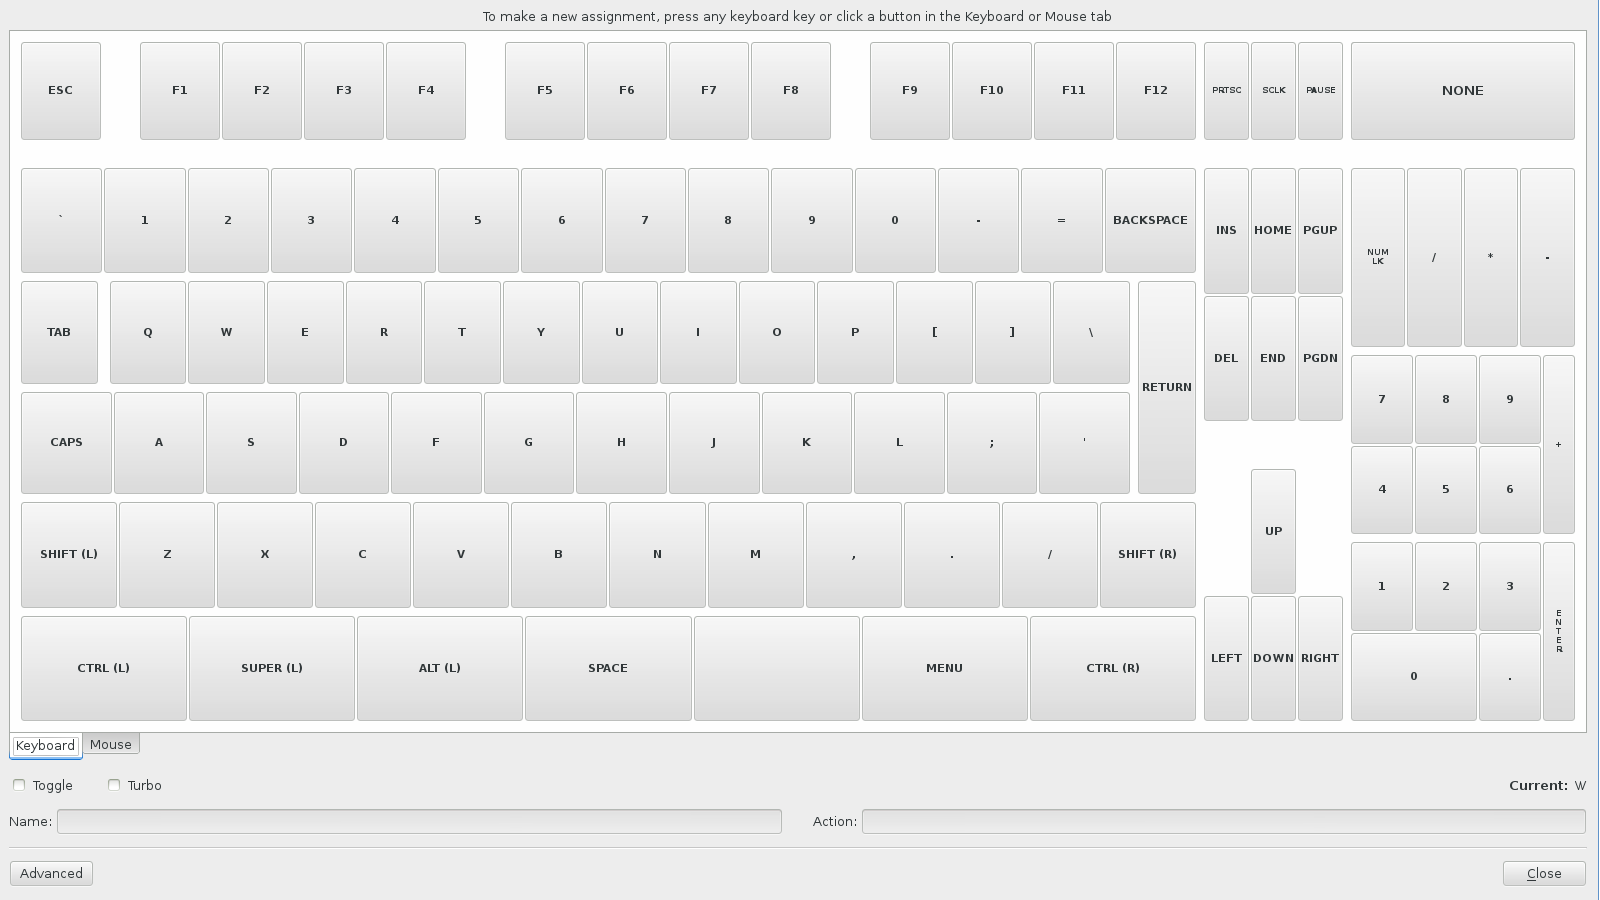 To make a new assignment, press any keyboard key or click a button in the Keyboard or Mouse tab
ESC F1 F2 F3 F4 F5 F6 F7 F8 F9 F10 F11 F12 PRTSC SCLK PAUSE NONE
` 1 2 3 4 5 6 7 8 9 0 - = BACKSPACE INS HOME PGUP NUM LK / * -
TAB Q W E R T Y U I O P [ ] \ RETURN DEL END PGDN
7 8 9 +
CAPS A S D F G H J K L ; '
4 5 6
SHIFT (L) Z X C V B N M , . / SHIFT (R) UP
1 2 3 ENTER
CTRL (L) SUPER (L) ALT (L) SPACE MENU CTRL (R) LEFT DOWN RIGHT 0 .
Keyboard Mouse
Toggle Turbo Current: W
Name: Action:
Advanced Close